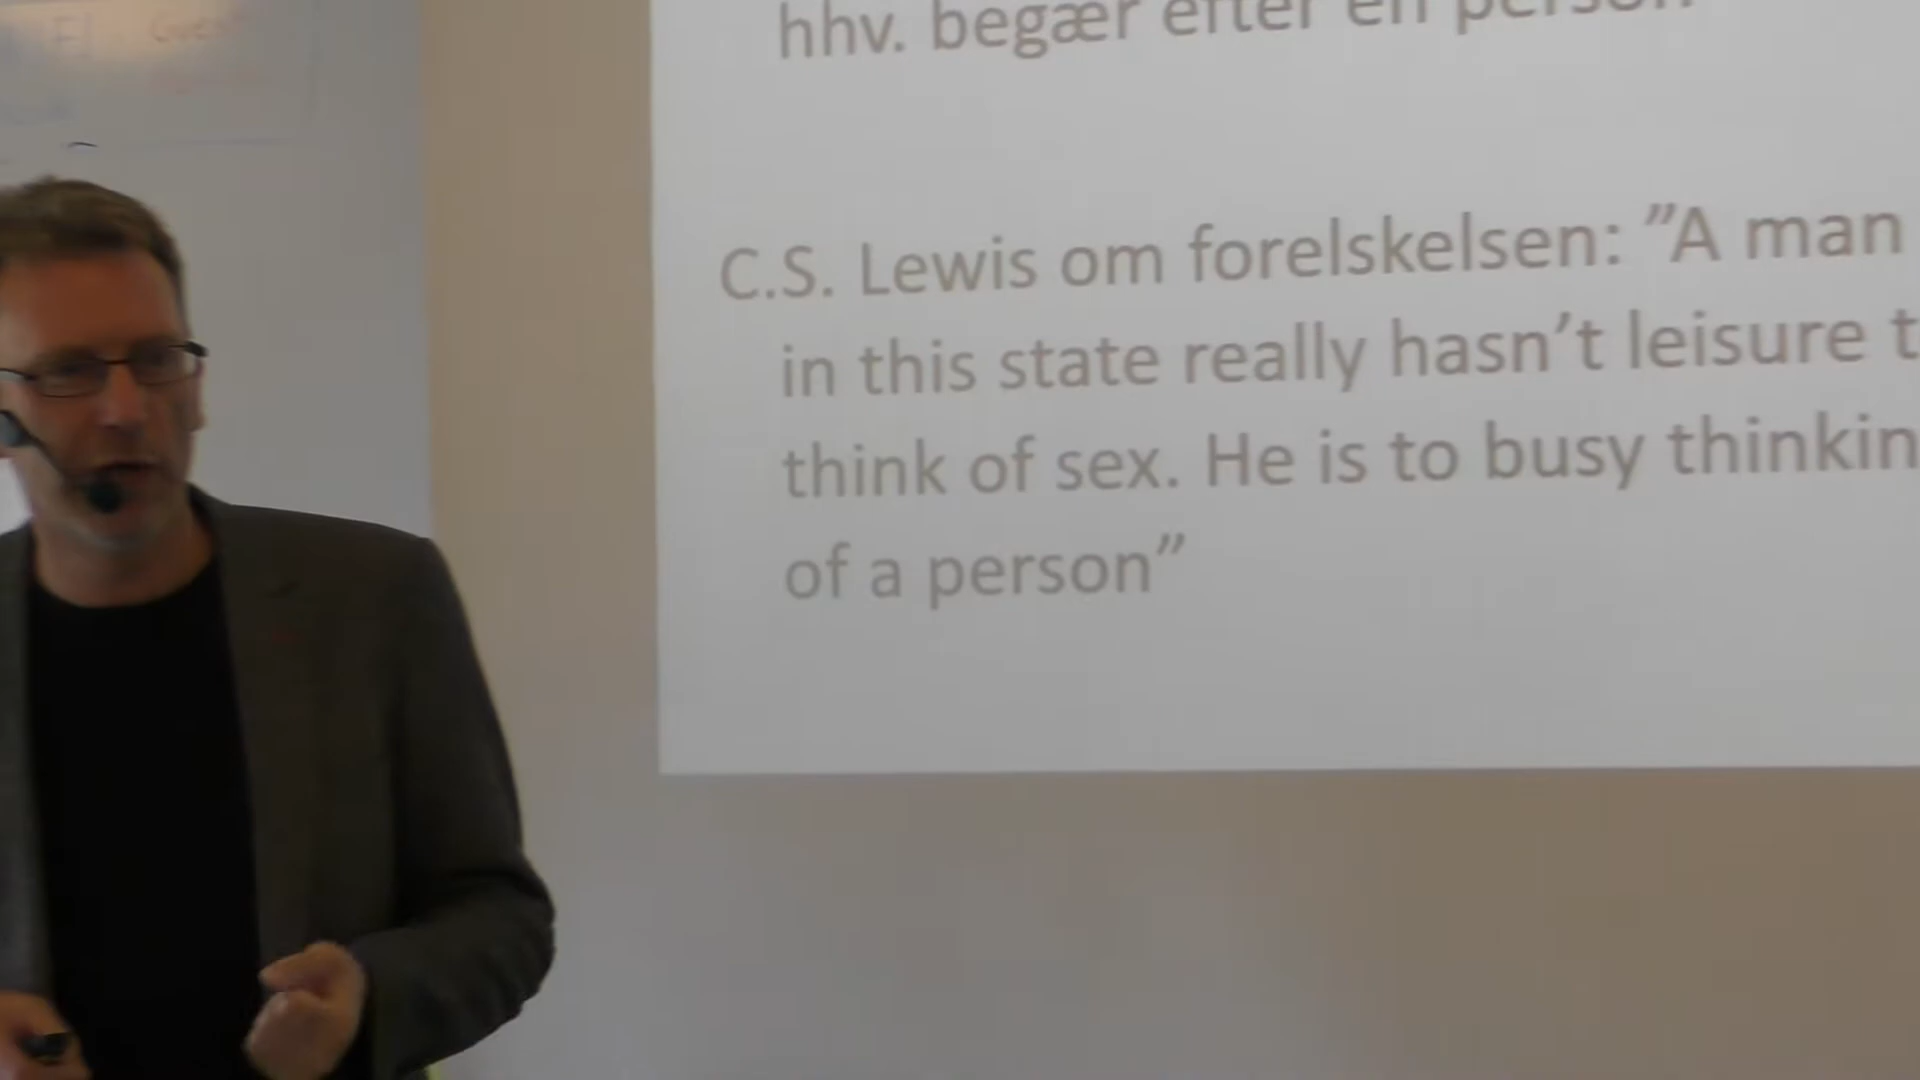 hhv. begær efter en person
C.S. Lewis om forelskelsen: ”A man
in this state really hasn’t leisure t
think of sex. He is to busy thinkin
of a person”